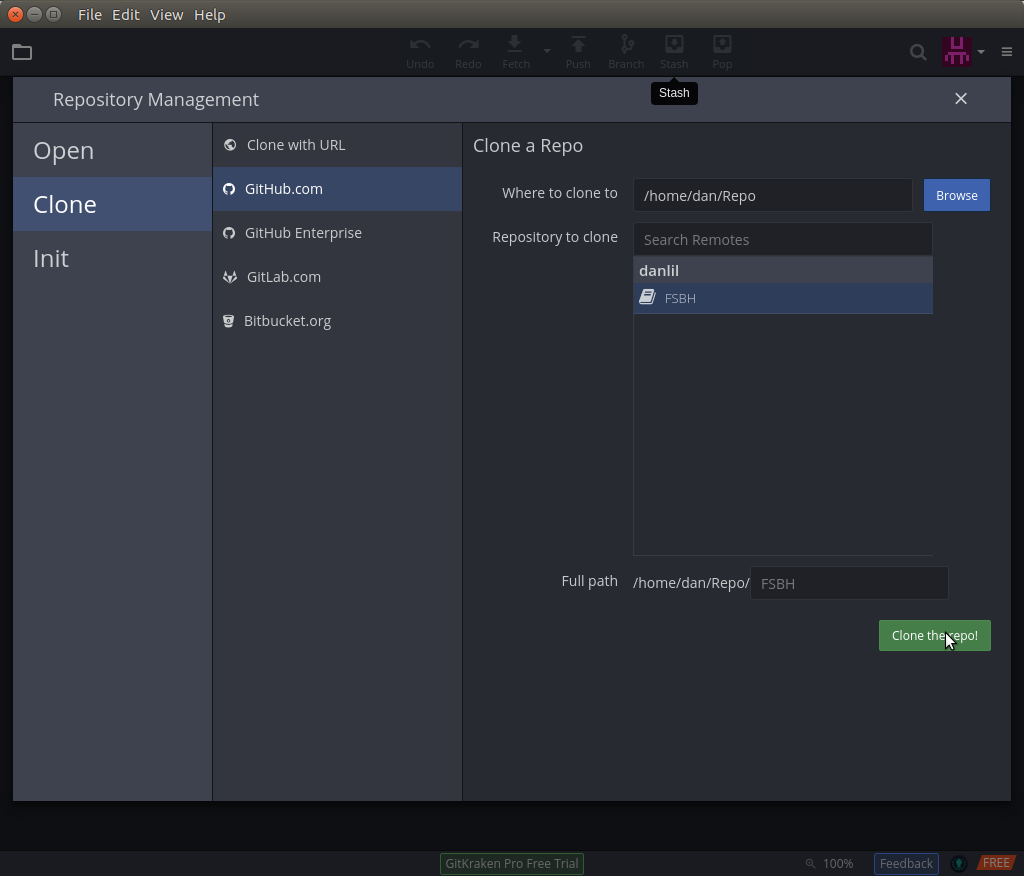 File Edit View Help
Undo Redo Fetch Push Branch Stash Pop
Stash
Repository Management
Open
Clone
Init
Clone with URL
GitHub.com
GitHub Enterprise
GitLab.com
Bitbucket.org
Clone a Repo
Where to clone to /home/dan/Repo Browse
Repository to clone Search Remotes
danlil
FSBH
Full path /home/dan/Repo/ FSBH
Clone the repo!
GitKraken Pro Free Trial 100% Feedback FREE